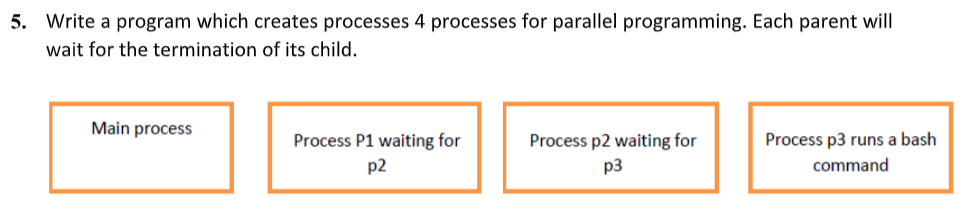 5. Write a program which creates processes 4 processes for parallel programming. Each parent will
wait for the termination of its child.
Main process
Process P1 waiting for
p2
Process p2 waiting for
p3
Process p3 runs a bash
command